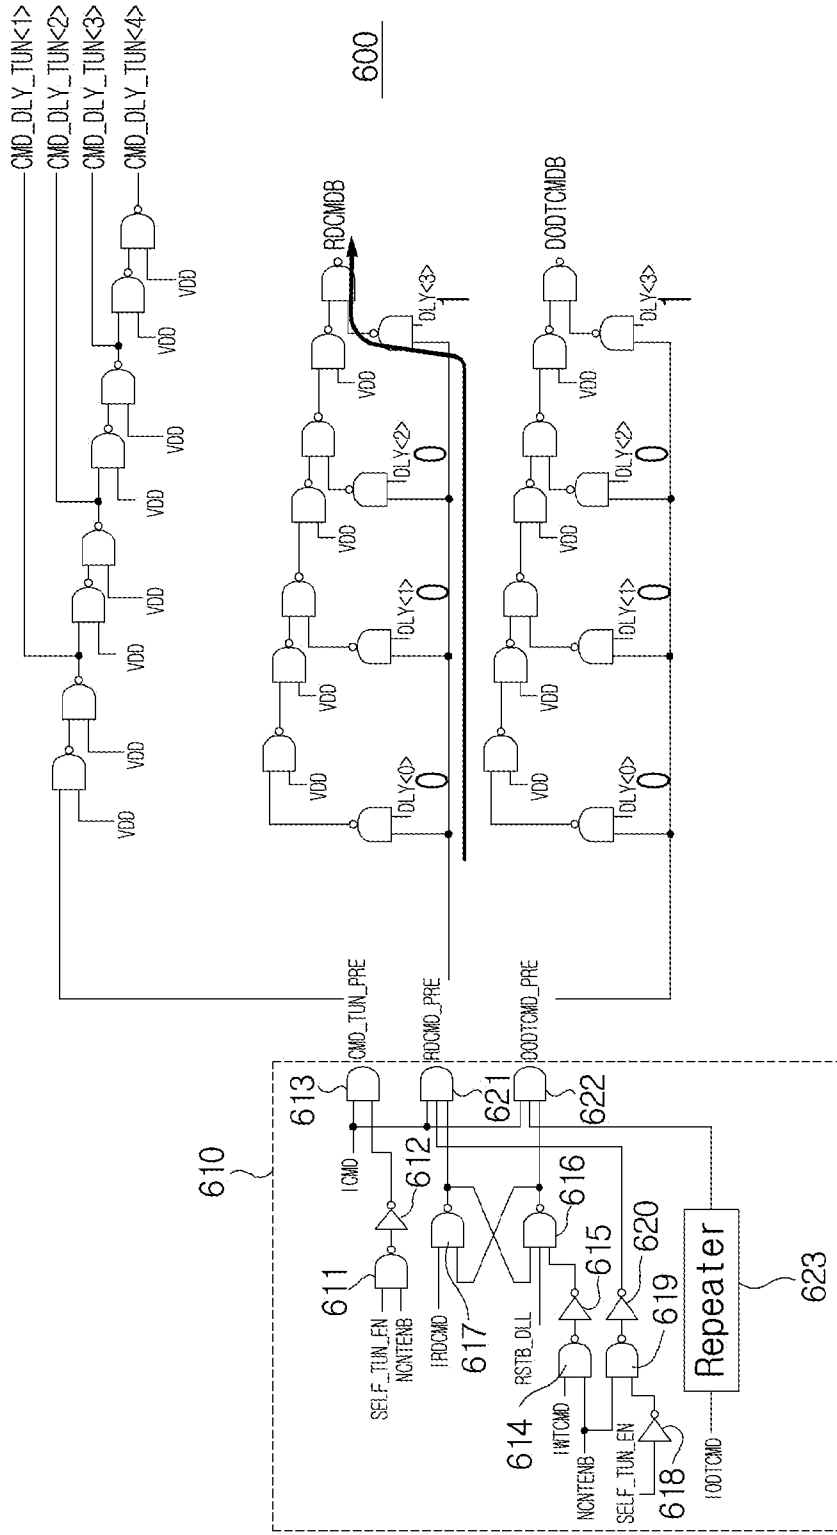 600
CMD_DLY_TUN<1>
CMD_DLY_TUN<2>
CMD_DLY_TUN<3>
CMD_DLY_TUN<4>
VDD
VDD
VDD
VDD
VDD
VDD
VDD
VDD
RDCMDB
VDD
VDD
VDD
VDD
DLY<0>
0
DLY<1>
0
DLY<2>
0
DLY<3>
1
DODTCMDB
VDD
VDD
VDD
VDD
DLY<0>
0
DLY<1>
0
DLY<2>
0
DLY<3>
1
610
CMD_TUN_PRE
RDCMD_PRE
DODTCMD_PRE
613
621
622
ICMD
612
611
SELF_TUN_EN
NCNTENB
IRDCMD
617
616
RSTB_DLL
615
614
IWTCMD
NCNTENB
620
619
SELF_TUN_EN
618
IODTCMD
Repeater
623